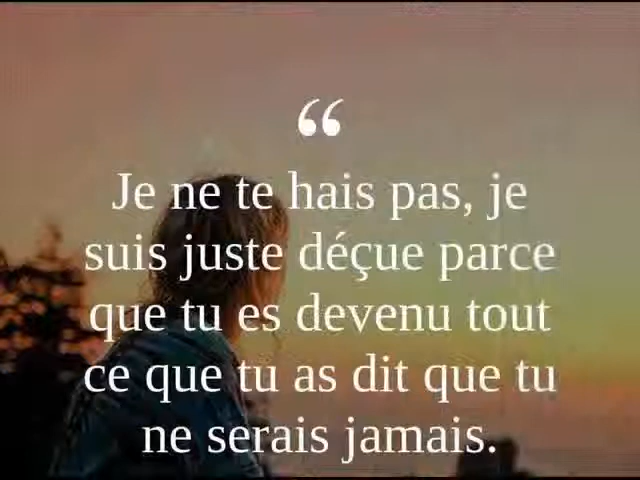 “
Je ne te hais pas, je
suis juste déçue parce
que tu es devenu tout
ce que tu as dit que tu
ne serais jamais.